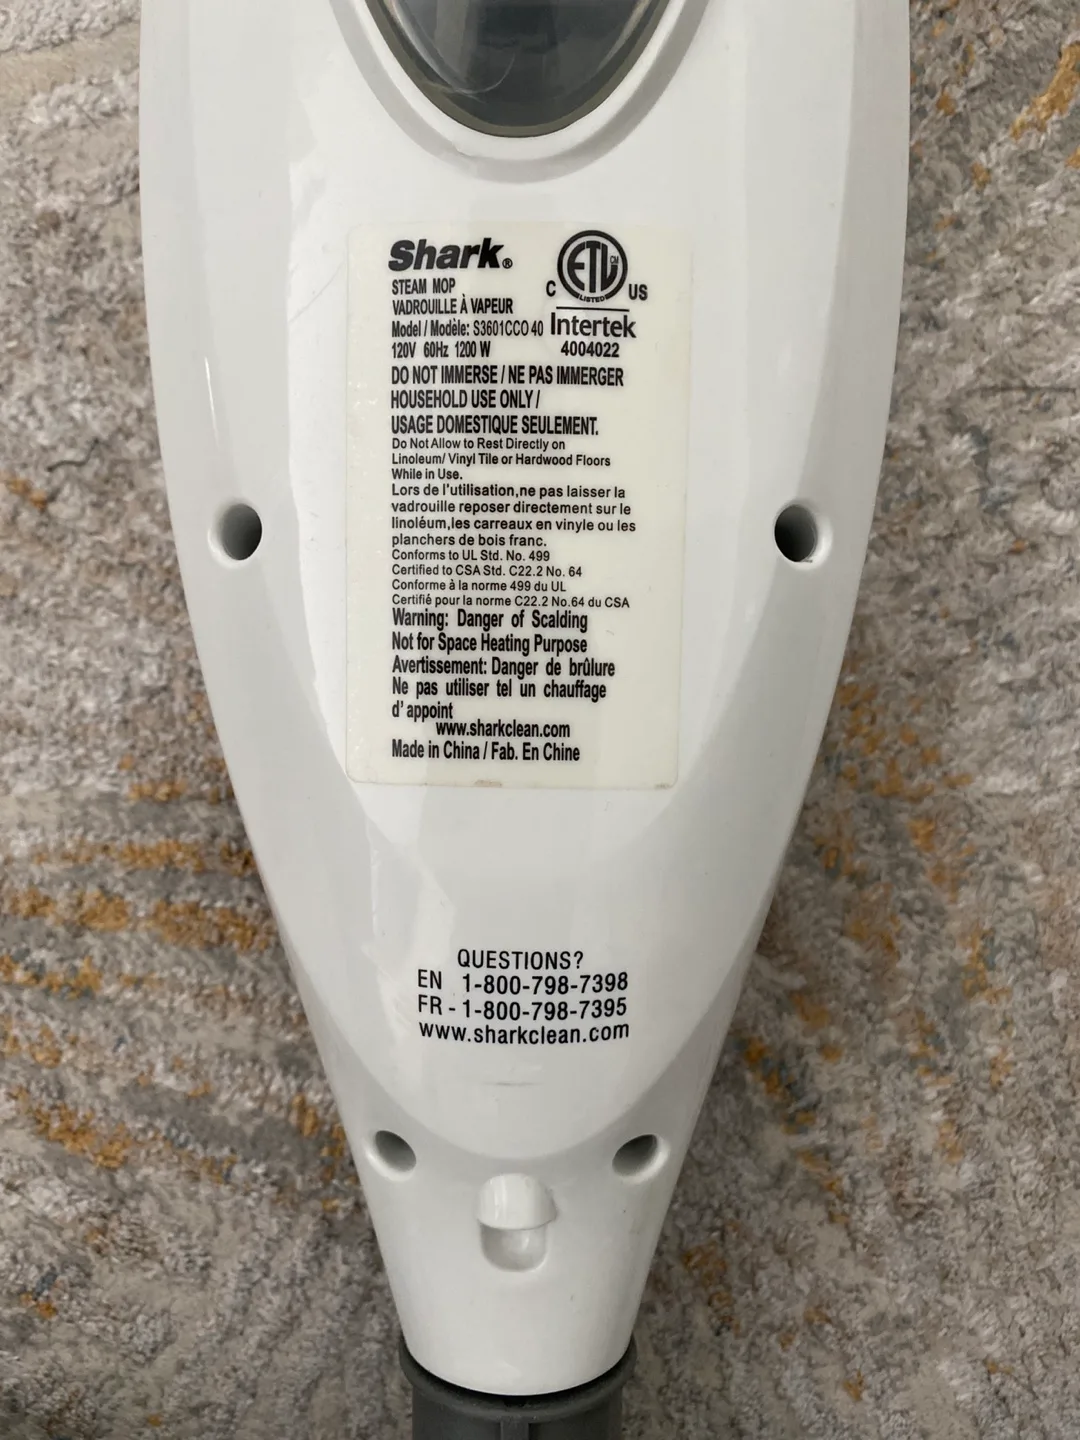 Shark®
STEAM MOP
VADROUILLE À VAPEUR
Model / Modèle: S3601CCO 40
120V 60Hz 1200 W
ETL CM
LISTED
C US
Intertek
4004022
DO NOT IMMERSE / NE PAS IMMERGER
HOUSEHOLD USE ONLY /
USAGE DOMESTIQUE SEULEMENT.
Do Not Allow to Rest Directly on
Linoleum/ Vinyl Tile or Hardwood Floors
While in Use.
Lors de l'utilisation,ne pas laisser la
vadrouille reposer directement sur le
linoléum,les carreaux en vinyle ou les
planchers de bois franc.
Conforms to UL Std. No. 499
Certified to CSA Std. C22.2 No. 64
Conforme à la norme 499 du UL
Certifié pour la norme C22.2 No.64 du CSA
Warning: Danger of Scalding
Not for Space Heating Purpose
Avertissement: Danger de brûlure
Ne pas utiliser tel un chauffage
d' appoint
www.sharkclean.com
Made in China / Fab. En Chine
QUESTIONS?
EN 1-800-798-7398
FR - 1-800-798-7395
www.sharkclean.com